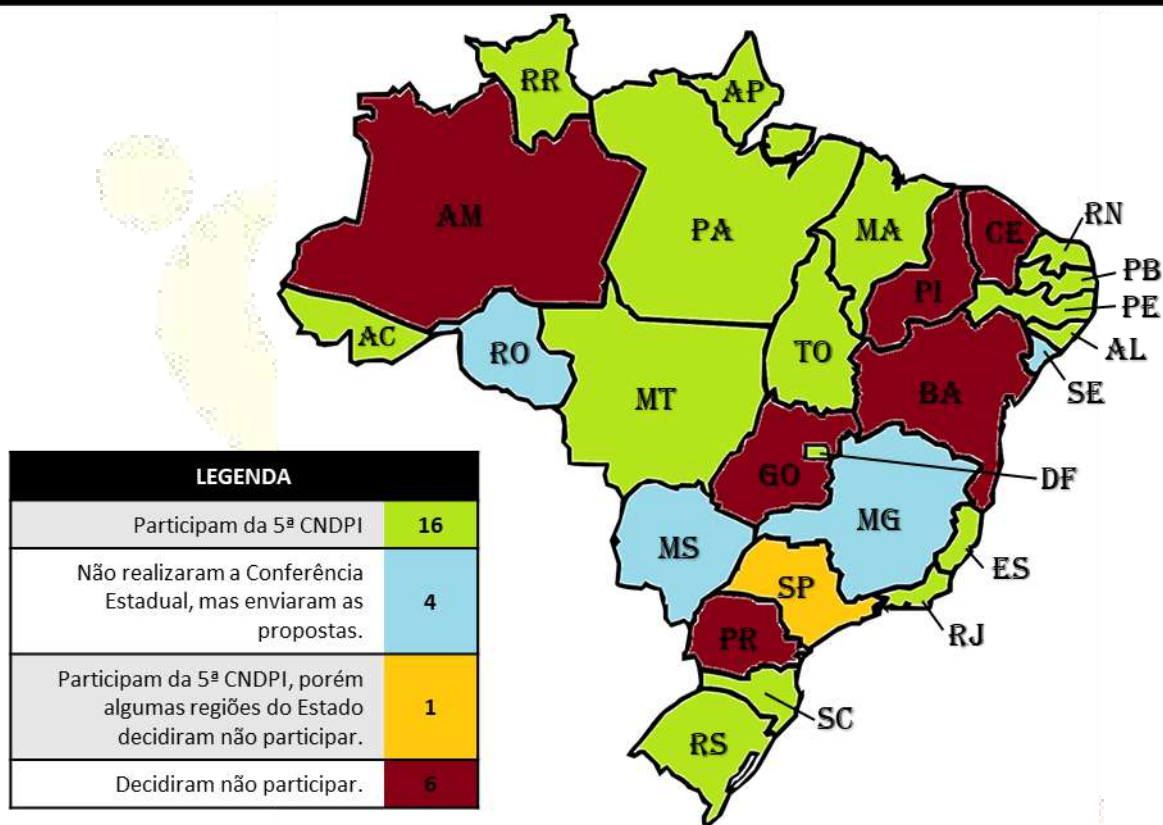 RR
AP
AM
PA
MA
CE
RN
PB
PI
PE
AC
RO
TO
AL
SE
MT
BA
LEGENDA
GO
DF
Participam da 5ª CNDPI 16
MG
MS
ES
Não realizaram a Conferência
Estadual, mas enviaram as
propostas.
4
SP
RJ
PR
Participam da 5ª CNDPI, porém
algumas regiões do Estado
decidiram não participar.
1
SC
RS
Decidiram não participar. 6